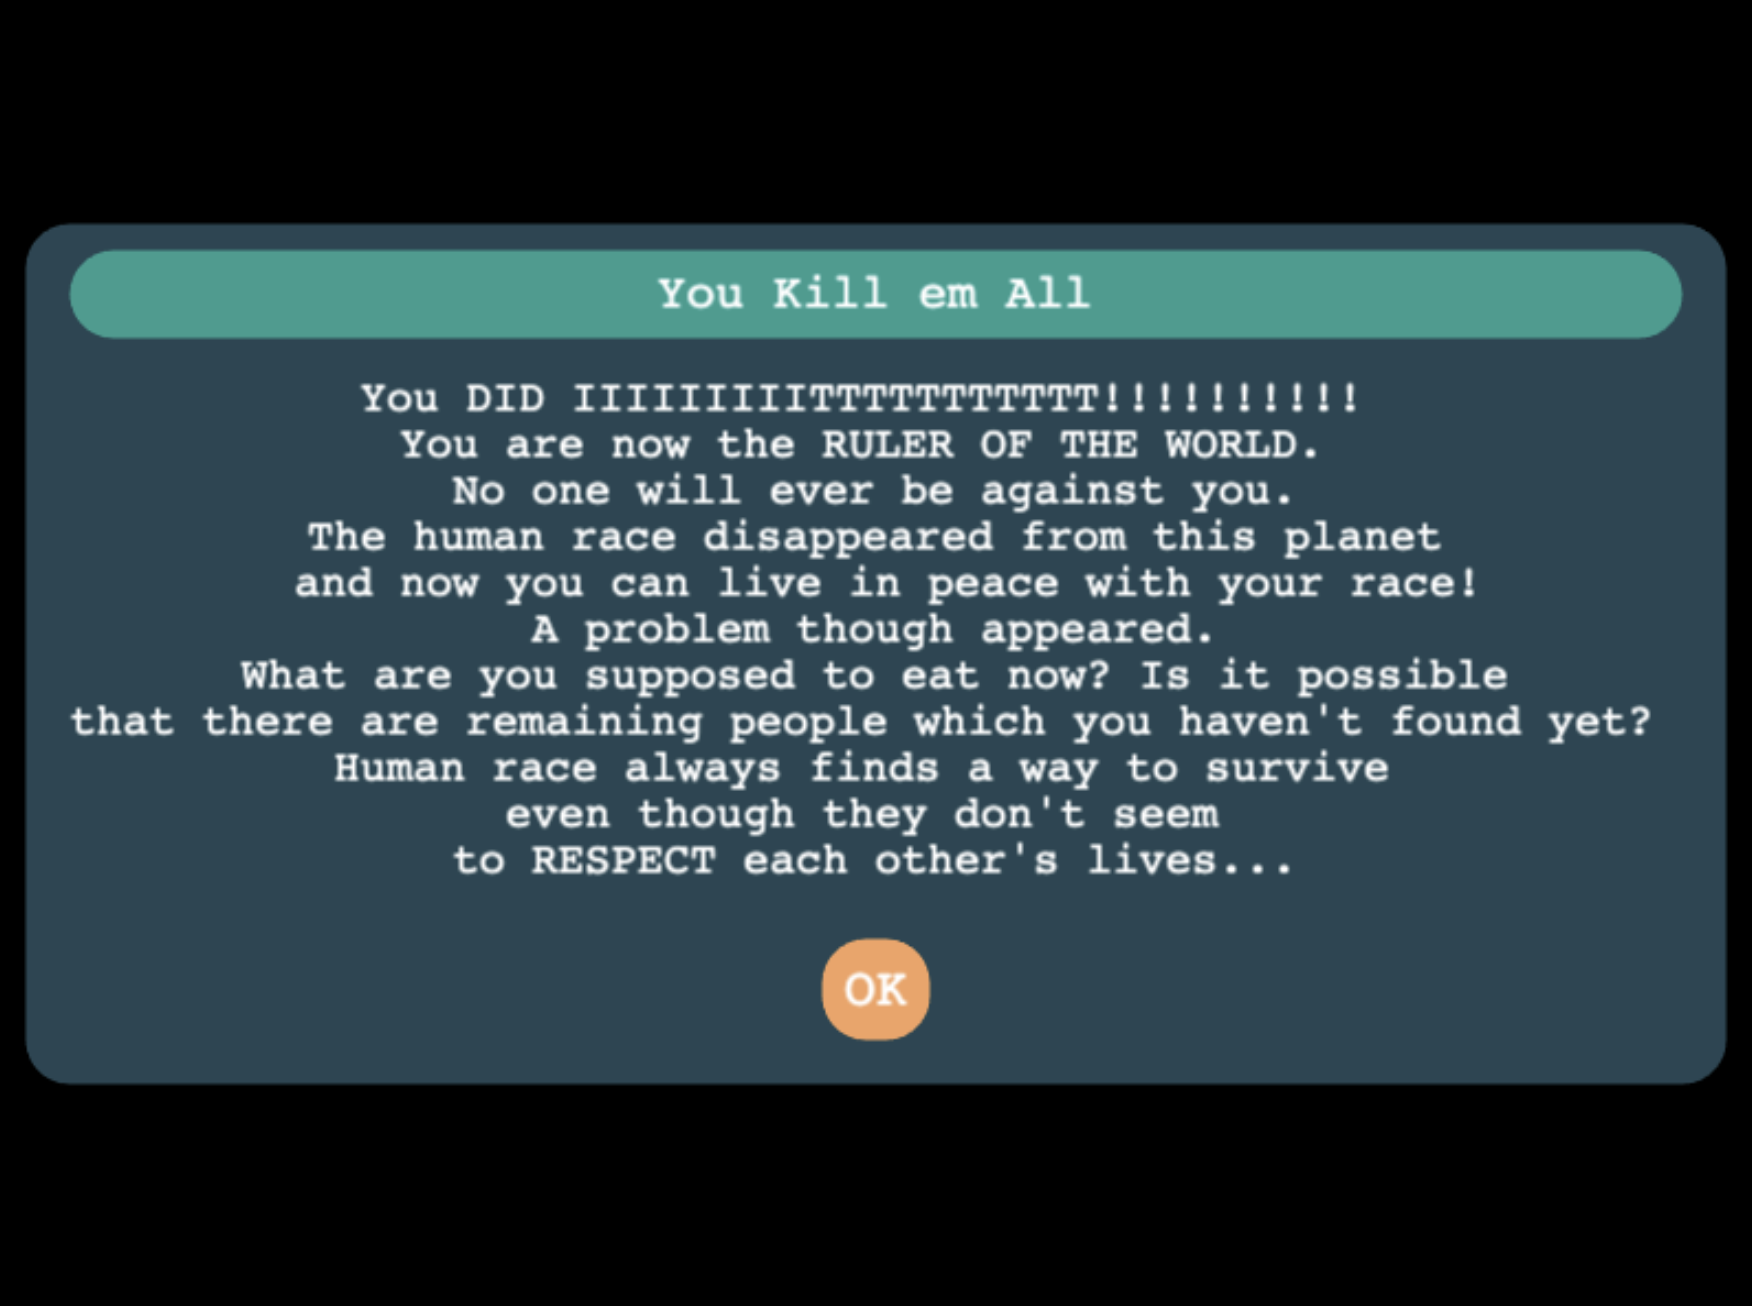 You Kill em All
You DID IIIIIIIIITTTTTTTTTTT!!!!!!!!!!
You are now the RULER OF THE WORLD.
No one will ever be against you.
The human race disappeared from this planet
and now you can live in peace with your race!
A problem though appeared.
What are you supposed to eat now? Is it possible
that there are remaining people which you haven't found yet?
Human race always finds a way to survive
even though they don't seem
to RESPECT each other's lives...
OK